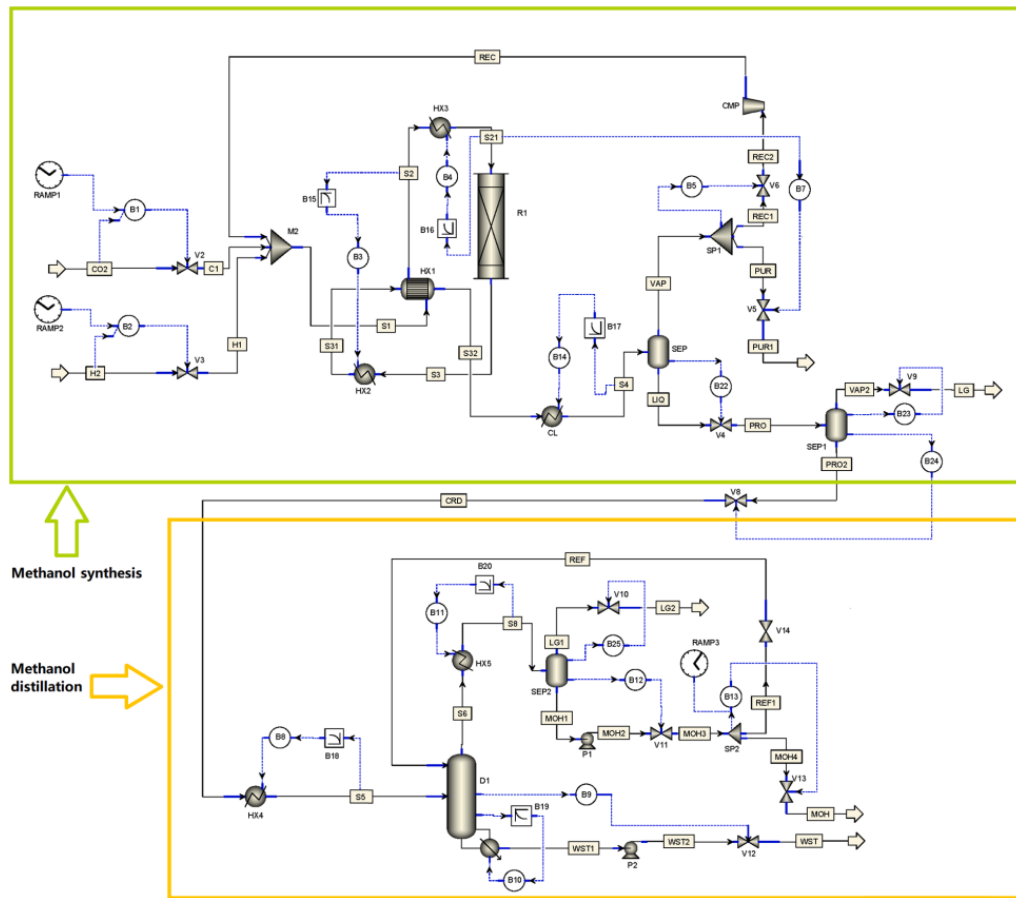 REC
CMP
HX3
S21
REC2
S2
B4
B5
V6
B7
RAMP1
B15
B1
REC1
M2
B16
R1
SP1
V2
B3
CO2
C1
HX1
PUR
VAP
RAMP2
S1
V5
B2
H1
S31
S32
B17
SEP
PUR1
B14
V3
H2
S3
S4
V9
HX2
B22
VAP2
LG
LIQ
B23
CL
V4
PRO
SEP1
B24
PRO2
V8
CRD
Methanol synthesis
REF
B20
V10
B11
S8
LG2
V14
LG1
RAMP3
HX5
B25
Methanol
distillation
B12
B13
SEP2
REF1
S6
MOH1
MOH2
MOH3
P1
V11
SP2
B8
MOH4
B18
D1
V13
B9
S5
B19
HX4
MOH
WST1
WST2
WST
P2
V12
B10